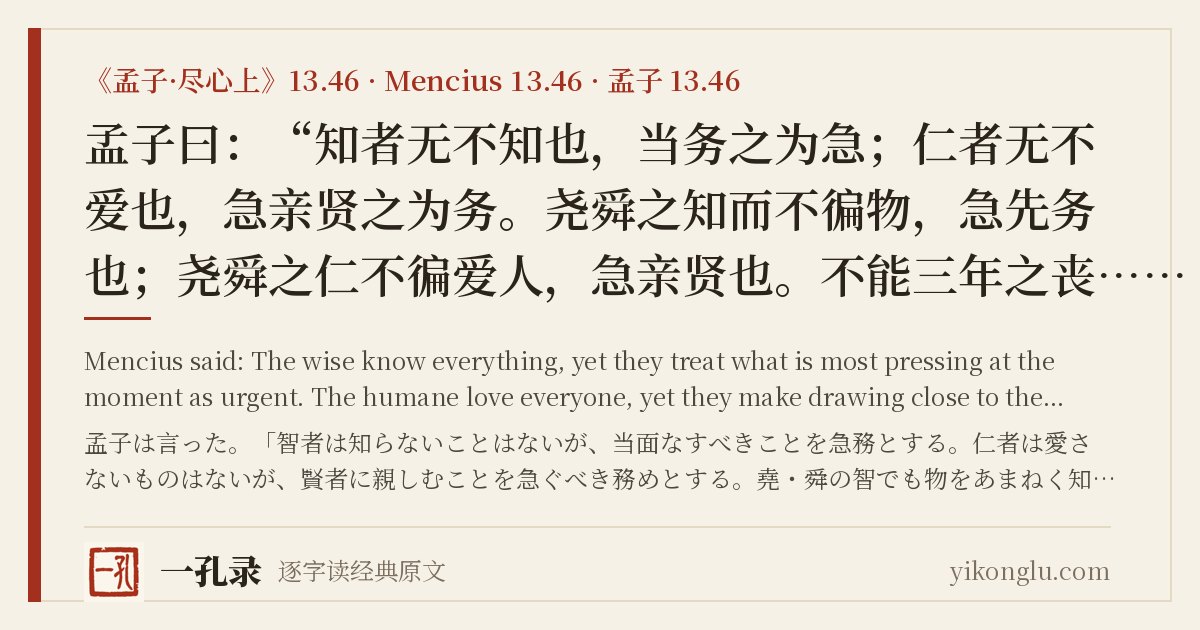 《孟子·尽心上》13.46 · Mencius 13.46 · 孟子 13.46
孟子曰：“知者无不知也，当务之为急；仁者无不
爱也，急亲贤之为务。尧舜之知而不徧物，急先务
也；尧舜之仁不徧爱人，急亲贤也。不能三年之丧……
Mencius said: The wise know everything, yet they treat what is most pressing at the
moment as urgent. The humane love everyone, yet they make drawing close to the...
孟子は言った。「智者は知らないことはないが、当面なすべきことを急務とする。仁者は愛さ
ないものはないが、賢者に親しむことを急ぐべき務めとする。堯・舜の智でも物をあまねく知…
一孔
一孔录 逐字读经典原文
yikonglu.com